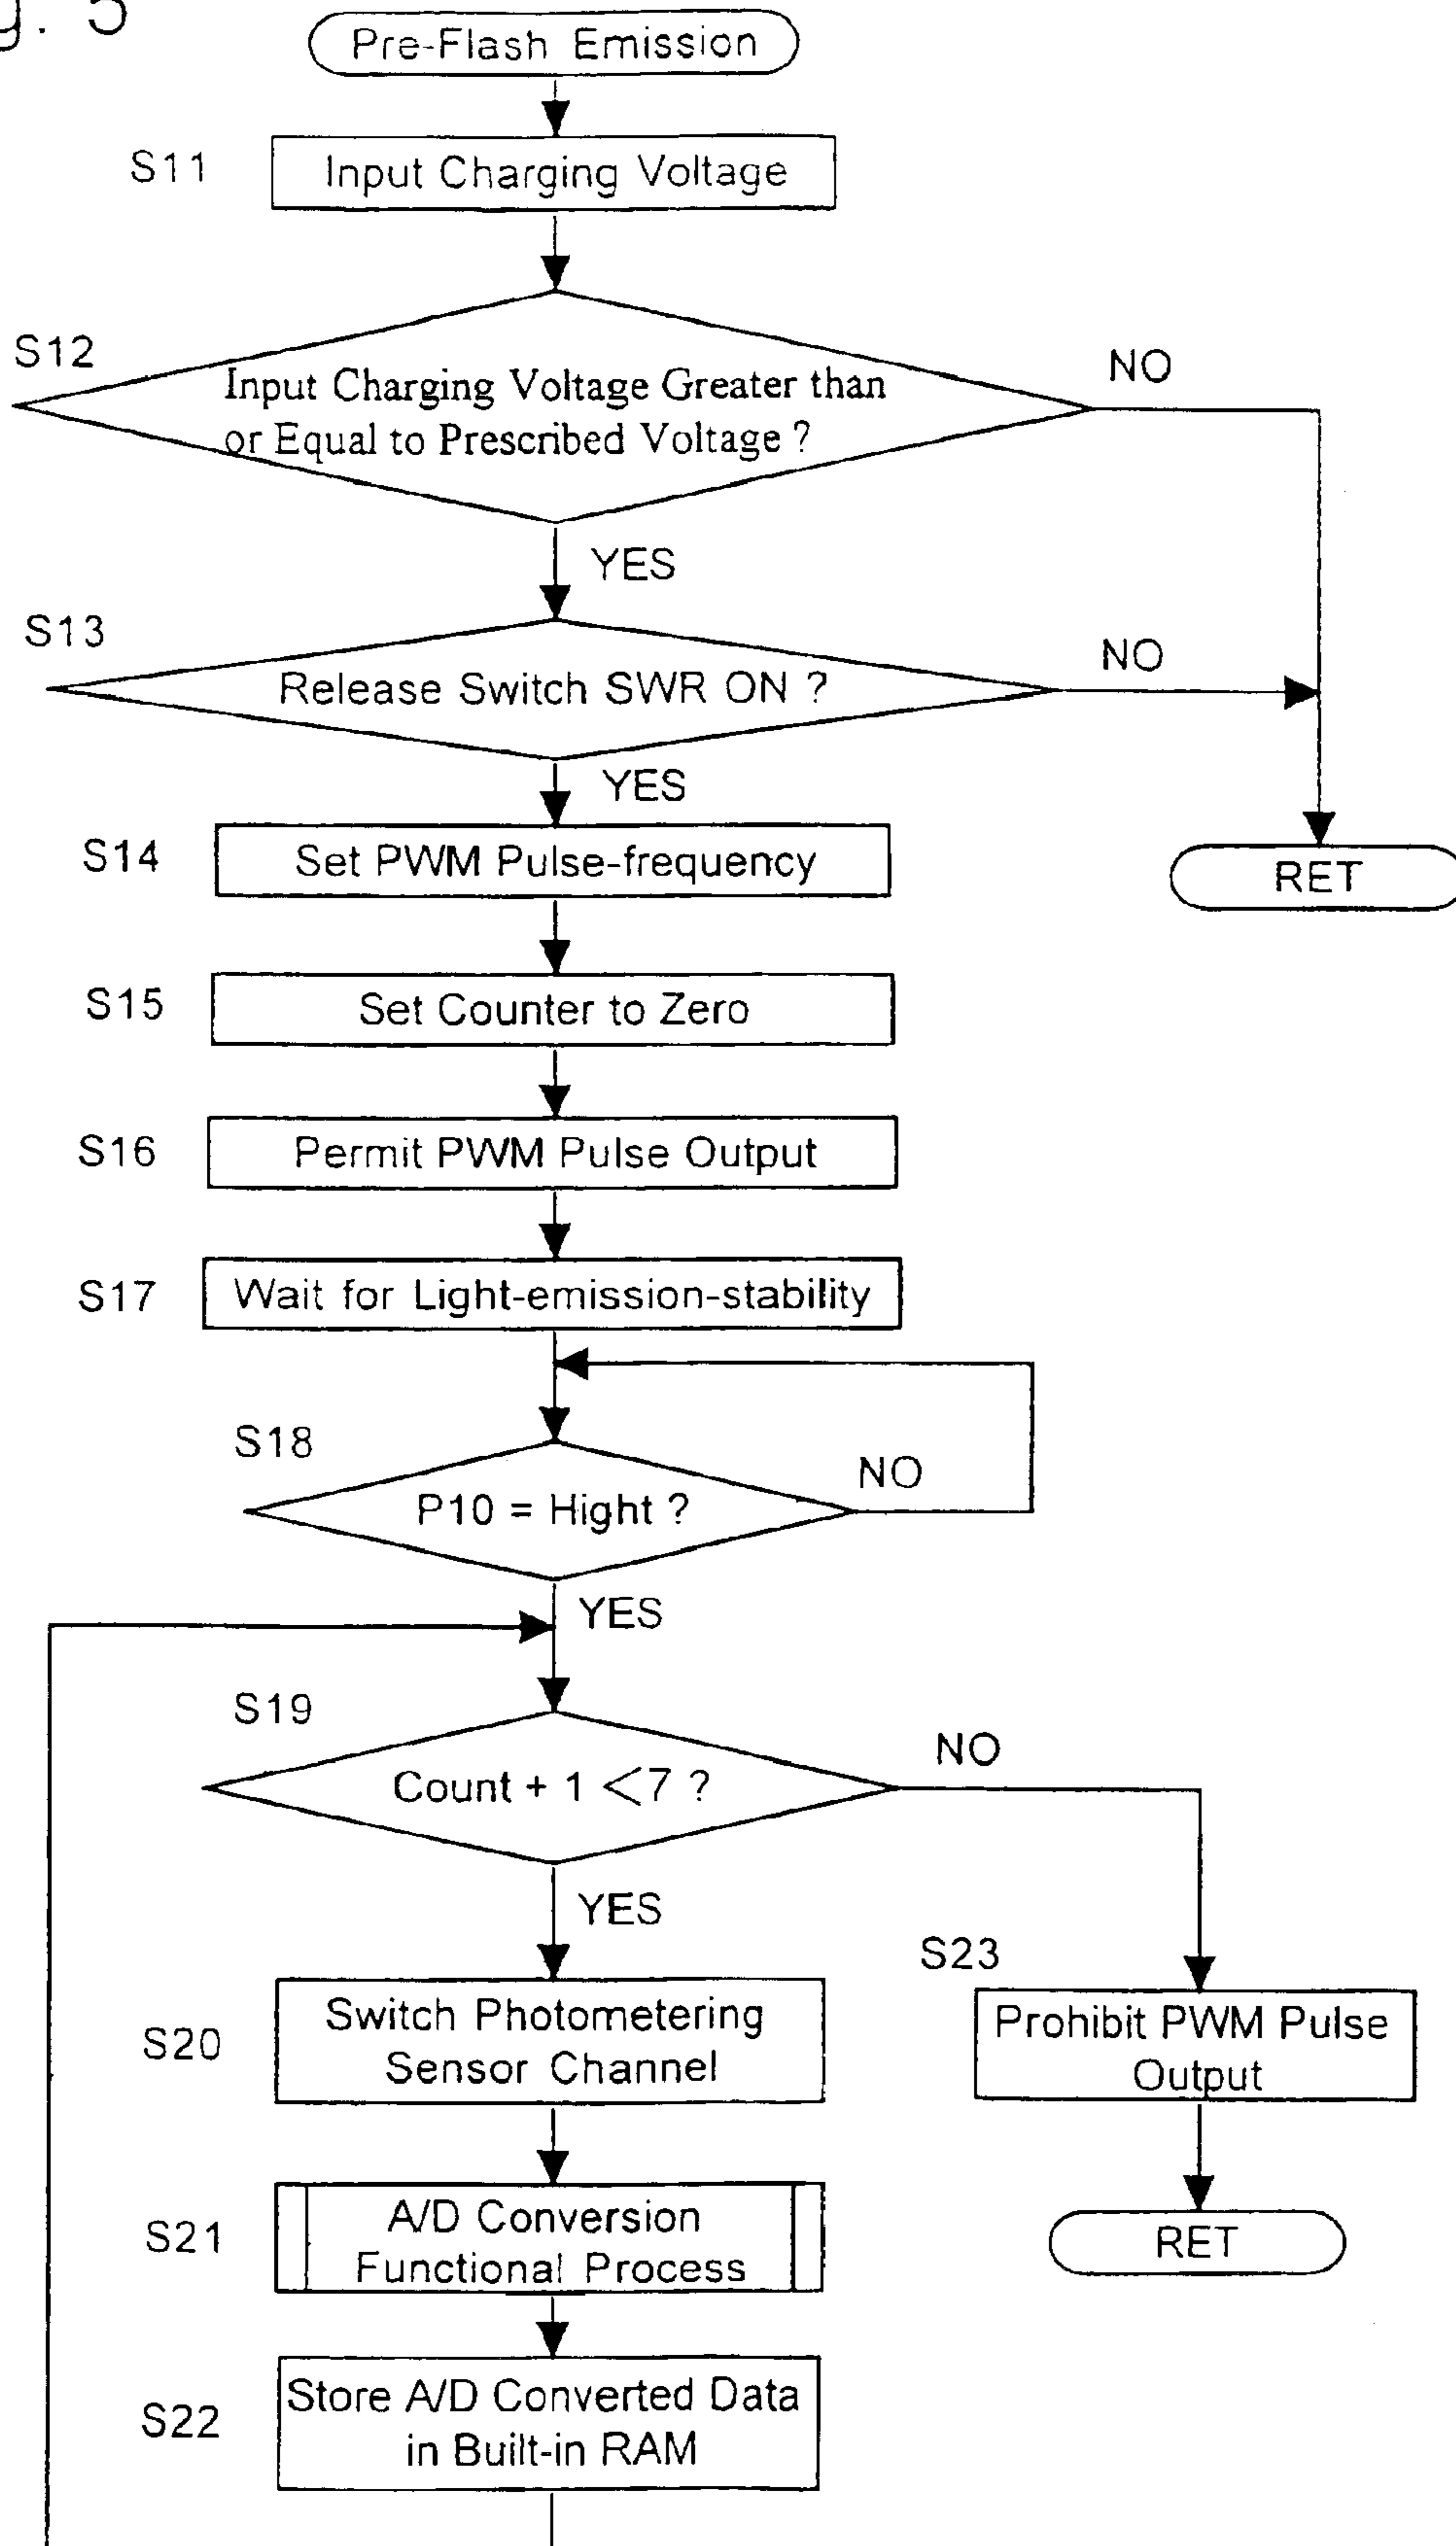 g. 5
Pre-Flash Emission
S11
Input Charging Voltage
S12
Input Charging Voltage Greater than
or Equal to Prescribed Voltage ?
NO
YES
S13
Release Switch SWR ON ?
NO
YES
S14
Set PWM Pulse-frequency
RET
S15
Set Counter to Zero
S16
Permit PWM Pulse Output
S17
Wait for Light-emission-stability
S18
P10 = Hight ?
NO
YES
S19
Count + 1 <7 ?
NO
YES
S20
Switch Photometering
Sensor Channel
S23
Prohibit PWM Pulse
Output
S21
A/D Conversion
Functional Process
RET
S22
Store A/D Converted Data
in Built-in RAM